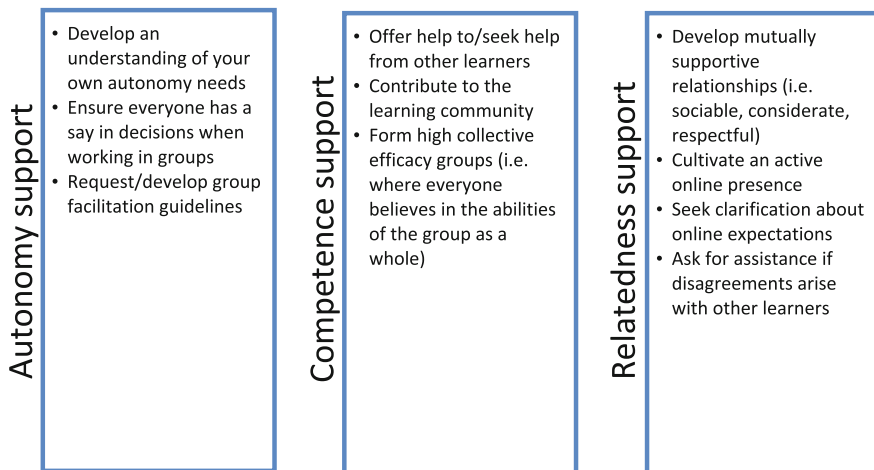 Autonomy support
• Develop an
understanding of your
own autonomy needs
• Ensure everyone has a
say in decisions when
working in groups
• Request/develop group
facilitation guidelines
Competence support
• Offer help to/seek help
from other learners
• Contribute to the
learning community
• Form high collective
efficacy groups (i.e.
where everyone
believes in the abilities
of the group as a
whole)
Relatedness support
• Develop mutually
supportive
relationships (i.e.
sociable, considerate,
respectful)
• Cultivate an active
online presence
• Seek clarification about
online expectations
• Ask for assistance if
disagreements arise
with other learners